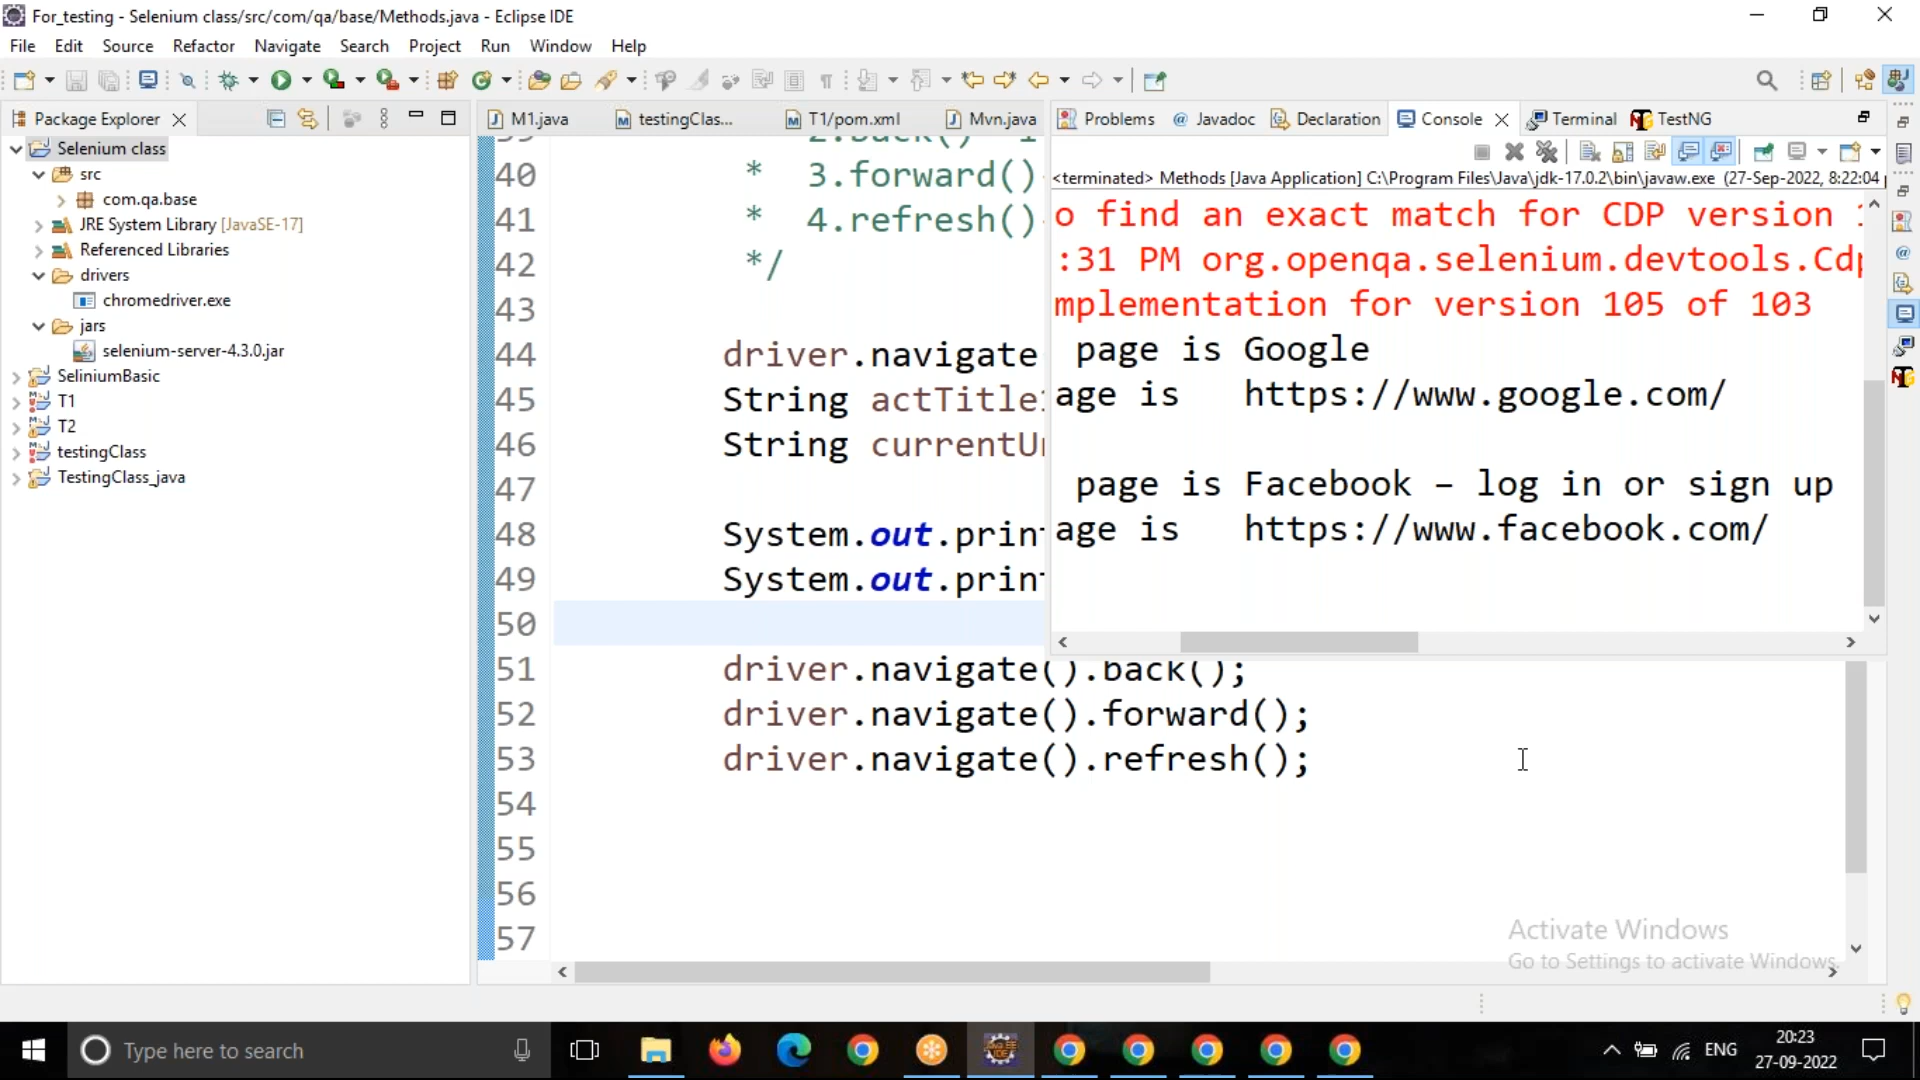 For_testing - Selenium class/src/com/qa/base/Methods.java - Eclipse IDE
File Edit Source Refactor Navigate Search Project Run Window Help
Package Explorer
M1.java
testingClas...
T1/pom.xml
Mvn.java
Problems
Javadoc
Declaration
Console
Terminal
TestNG
Selenium class
src
com.qa.base
JRE System Library [JavaSE-17]
Referenced Libraries
drivers
chromedriver.exe
jars
selenium-server-4.3.0.jar
SeliniumBasic
T1
T2
testingClass
TestingClass_java
40 * 3.forward()
41 * 4.refresh()
42 */
43
44 driver.navigate
45 String actTitle
46 String currentU
47
48 System.out.prin
49 System.out.prin
50
51 driver.navigate().back();
52 driver.navigate().forward();
53 driver.navigate().refresh();
54
55
56
57
<terminated> Methods [Java Application] C:\Program Files\Java\jdk-17.0.2\bin\javaw.exe (27-Sep-2022, 8:22:04
o find an exact match for CDP version
:31 PM org.openqa.selenium.devtools.Cdp
mplementation for version 105 of 103
page is Google
age is https://www.google.com/
page is Facebook – log in or sign up
age is https://www.facebook.com/
Activate Windows
Go to Settings to activate Windows.
Type here to search
ENG
20:23
27-09-2022